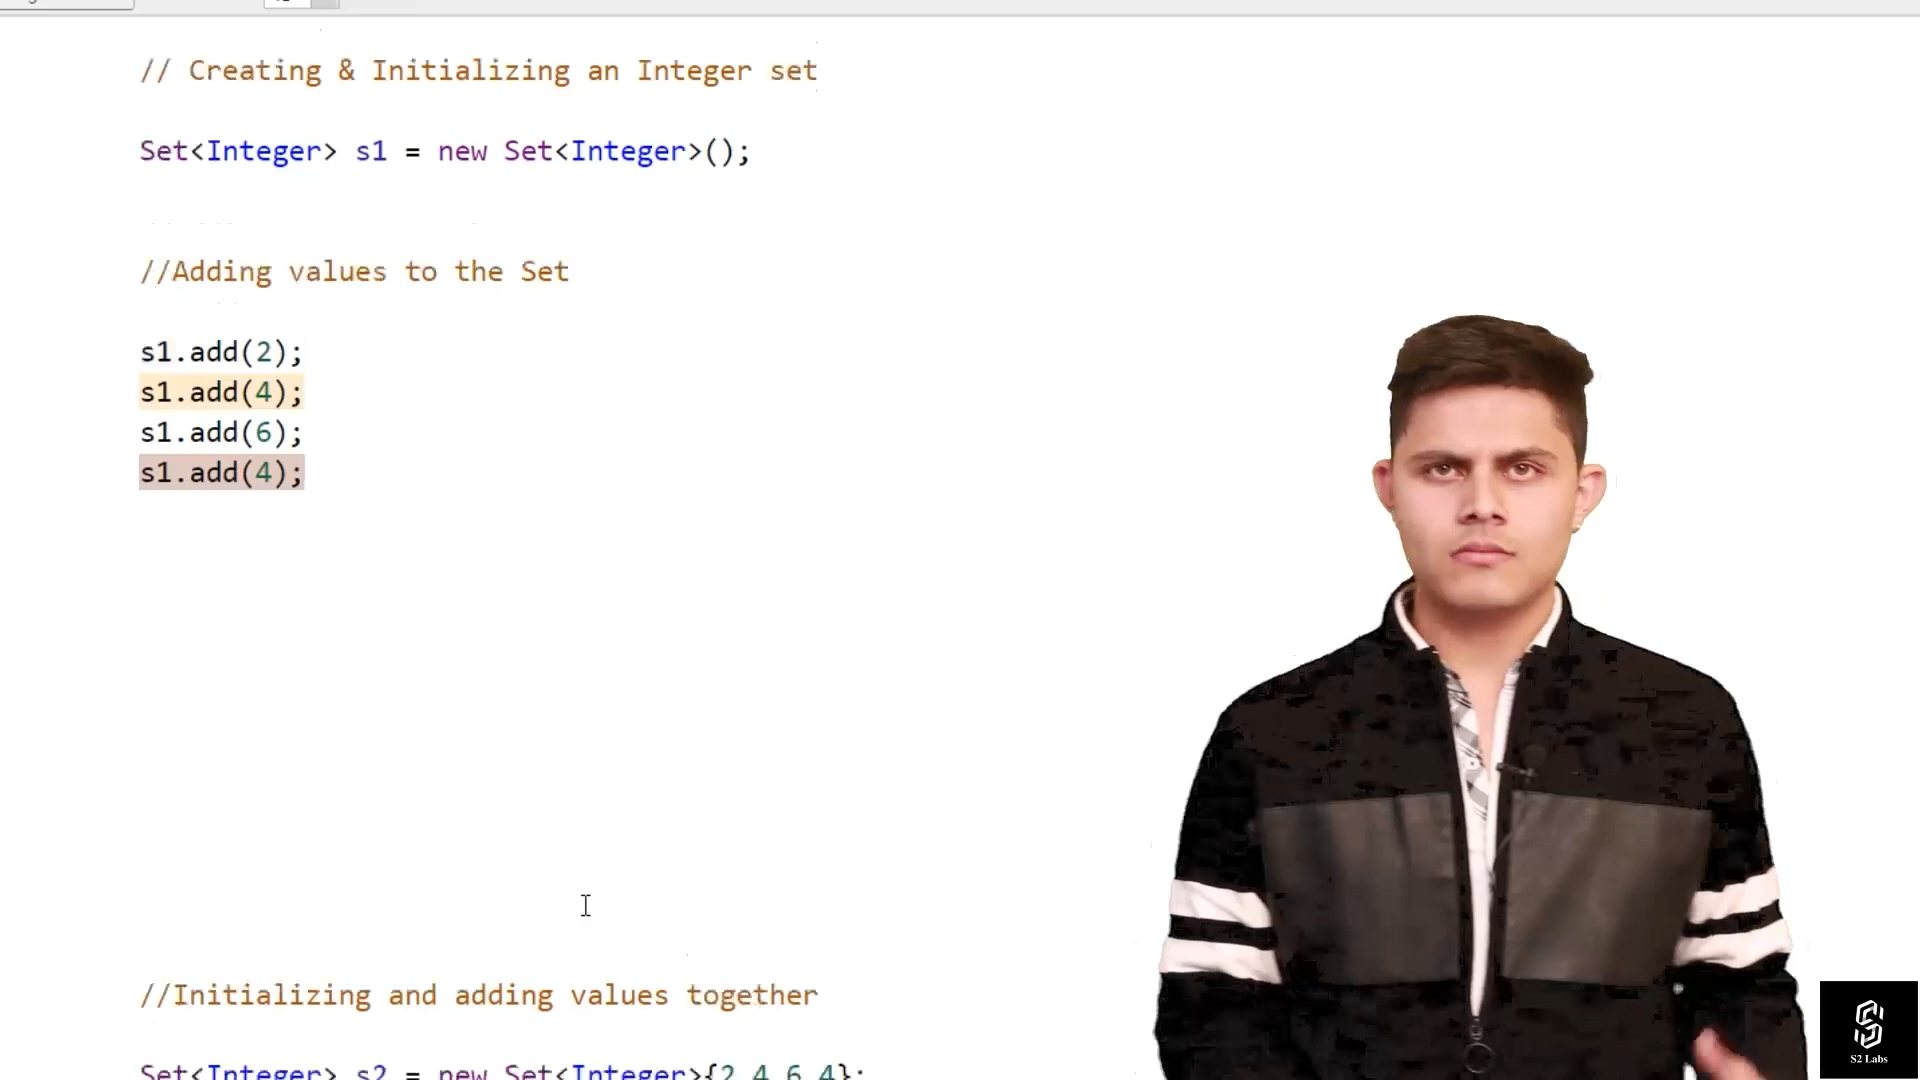 // Creating & Initializing an Integer set
Set<Integer> s1 = new Set<Integer>();
//Adding values to the Set
s1.add(2);
s1.add(4);
s1.add(6);
s1.add(4);
//Initializing and adding values together
Set<Integer> s2 = new Set<Integer>{2,4,6,4};
S2 Labs